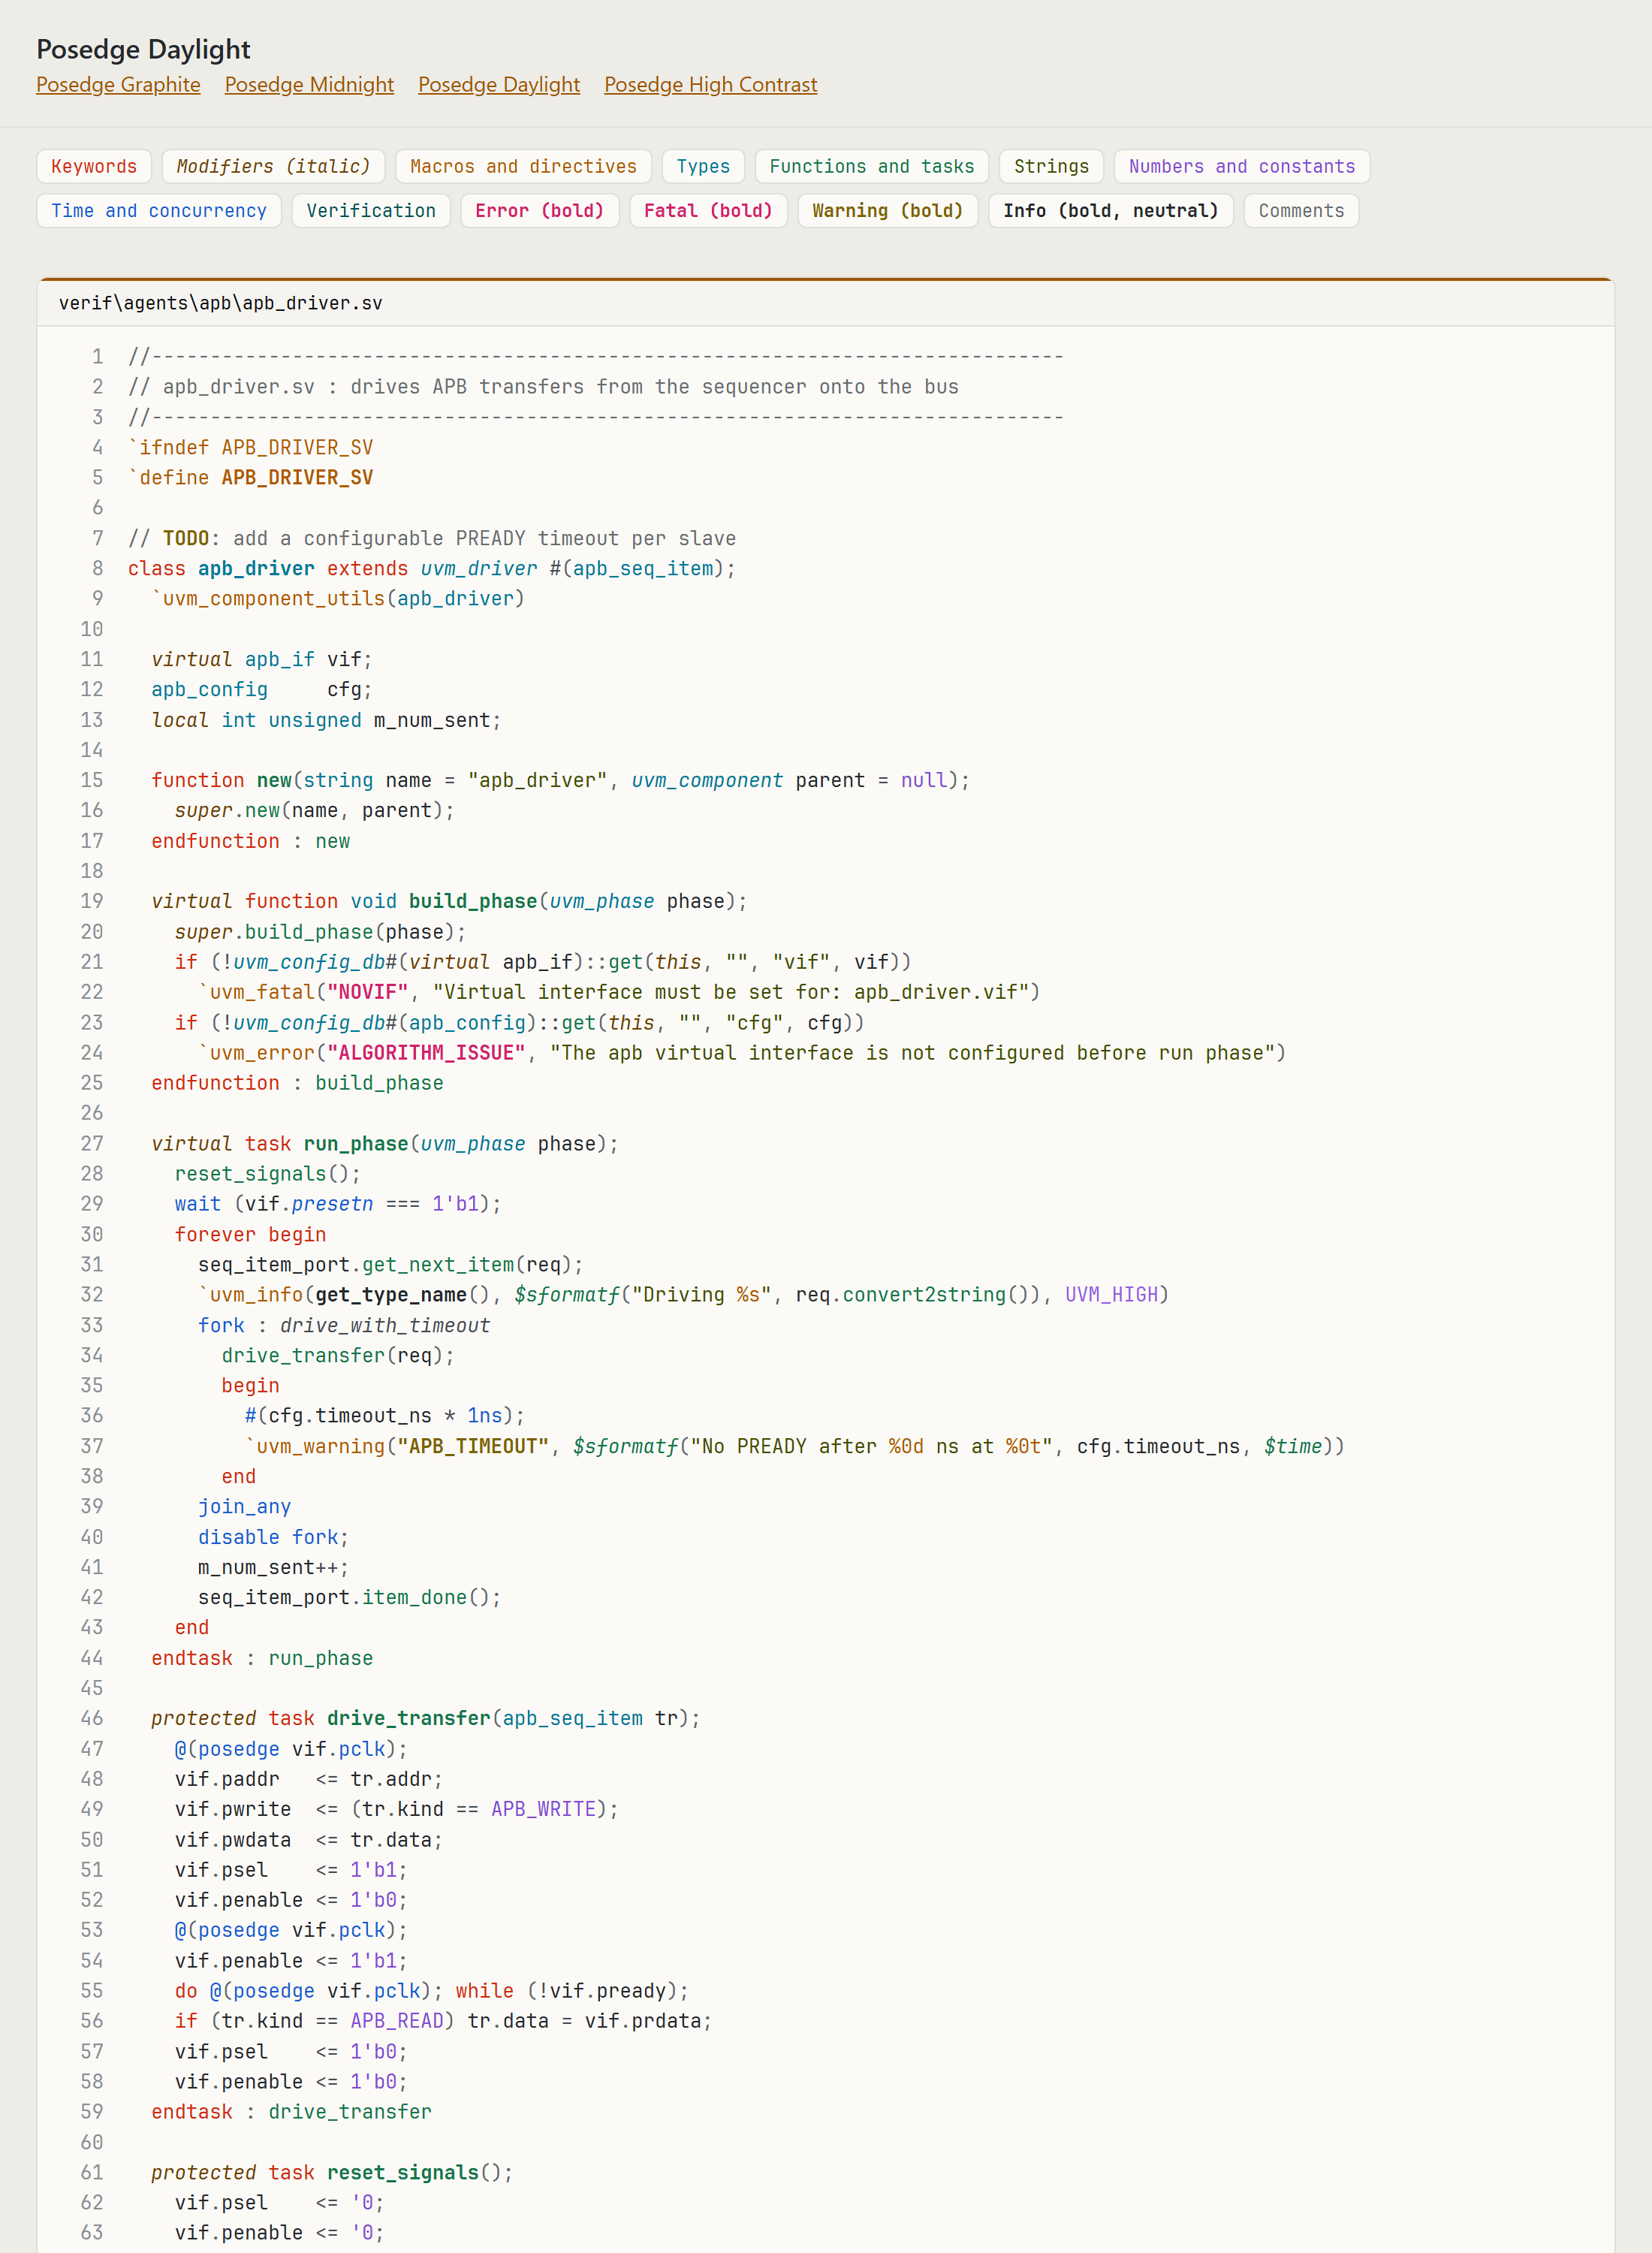 Posedge Daylight
Posedge Graphite Posedge Midnight Posedge Daylight Posedge High Contrast
Keywords Modifiers (italic) Macros and directives Types Functions and tasks Strings Numbers and constants
Time and concurrency Verification Error (bold) Fatal (bold) Warning (bold) Info (bold, neutral) Comments
verif\agents\apb\apb_driver.sv
1 //------------------------------------------------------------------------------
2 // apb_driver.sv : drives APB transfers from the sequencer onto the bus
3 //------------------------------------------------------------------------------
4 `ifndef APB_DRIVER_SV
5 `define APB_DRIVER_SV
6
7 // TODO: add a configurable PREADY timeout per slave
8 class apb_driver extends uvm_driver #(apb_seq_item);
9   `uvm_component_utils(apb_driver)
10
11   virtual apb_if vif;
12   apb_config     cfg;
13   local int unsigned m_num_sent;
14
15   function new(string name = "apb_driver", uvm_component parent = null);
16     super.new(name, parent);
17   endfunction : new
18
19   virtual function void build_phase(uvm_phase phase);
20     super.build_phase(phase);
21     if (!uvm_config_db#(virtual apb_if)::get(this, "", "vif", vif))
22       `uvm_fatal("NOVIF", "Virtual interface must be set for: apb_driver.vif")
23     if (!uvm_config_db#(apb_config)::get(this, "", "cfg", cfg))
24       `uvm_error("ALGORITHM_ISSUE", "The apb virtual interface is not configured before run phase")
25   endfunction : build_phase
26
27   virtual task run_phase(uvm_phase phase);
28     reset_signals();
29     wait (vif.presetn === 1'b1);
30     forever begin
31       seq_item_port.get_next_item(req);
32       `uvm_info(get_type_name(), $sformatf("Driving %s", req.convert2string()), UVM_HIGH)
33       fork : drive_with_timeout
34         drive_transfer(req);
35         begin
36           #(cfg.timeout_ns * 1ns);
37           `uvm_warning("APB_TIMEOUT", $sformatf("No PREADY after %0d ns at %0t", cfg.timeout_ns, $time))
38         end
39       join_any
40       disable fork;
41       m_num_sent++;
42       seq_item_port.item_done();
43     end
44   endtask : run_phase
45
46   protected task drive_transfer(apb_seq_item tr);
47     @(posedge vif.pclk);
48     vif.paddr   <= tr.addr;
49     vif.pwrite  <= (tr.kind == APB_WRITE);
50     vif.pwdata  <= tr.data;
51     vif.psel    <= 1'b1;
52     vif.penable <= 1'b0;
53     @(posedge vif.pclk);
54     vif.penable <= 1'b1;
55     do @(posedge vif.pclk); while (!vif.pready);
56     if (tr.kind == APB_READ) tr.data = vif.prdata;
57     vif.psel    <= 1'b0;
58     vif.penable <= 1'b0;
59   endtask : drive_transfer
60
61   protected task reset_signals();
62     vif.psel    <= '0;
63     vif.penable <= '0;